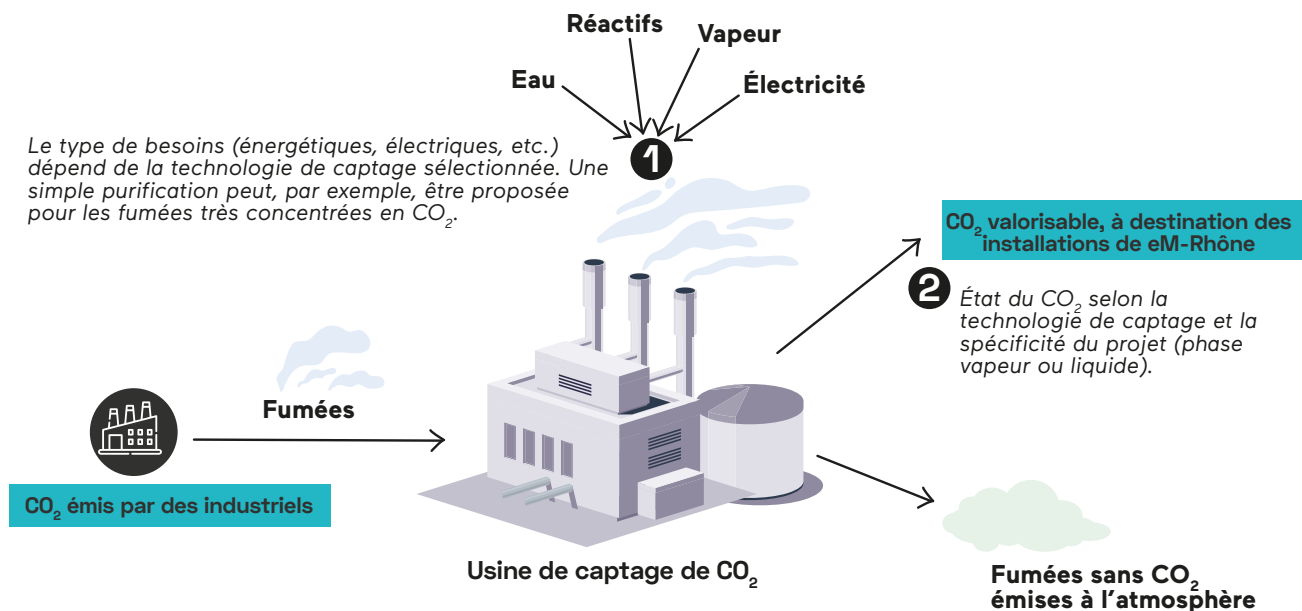 Réactifs
Vapeur
Eau
Électricité
1
Le type de besoins (énergétiques, électriques, etc.)
dépend de la technologie de captage sélectionnée. Une
simple purification peut, par exemple, être proposée
pour les fumées très concentrées en CO₂.
CO₂ valorisable, à destination des
installations de eM-Rhône
2
État du CO₂ selon la
technologie de captage et la
spécificité du projet (phase
vapeur ou liquide).
Fumées
CO₂ émis par des industriels
Usine de captage de CO₂
Fumées sans CO₂
émises à l'atmosphère